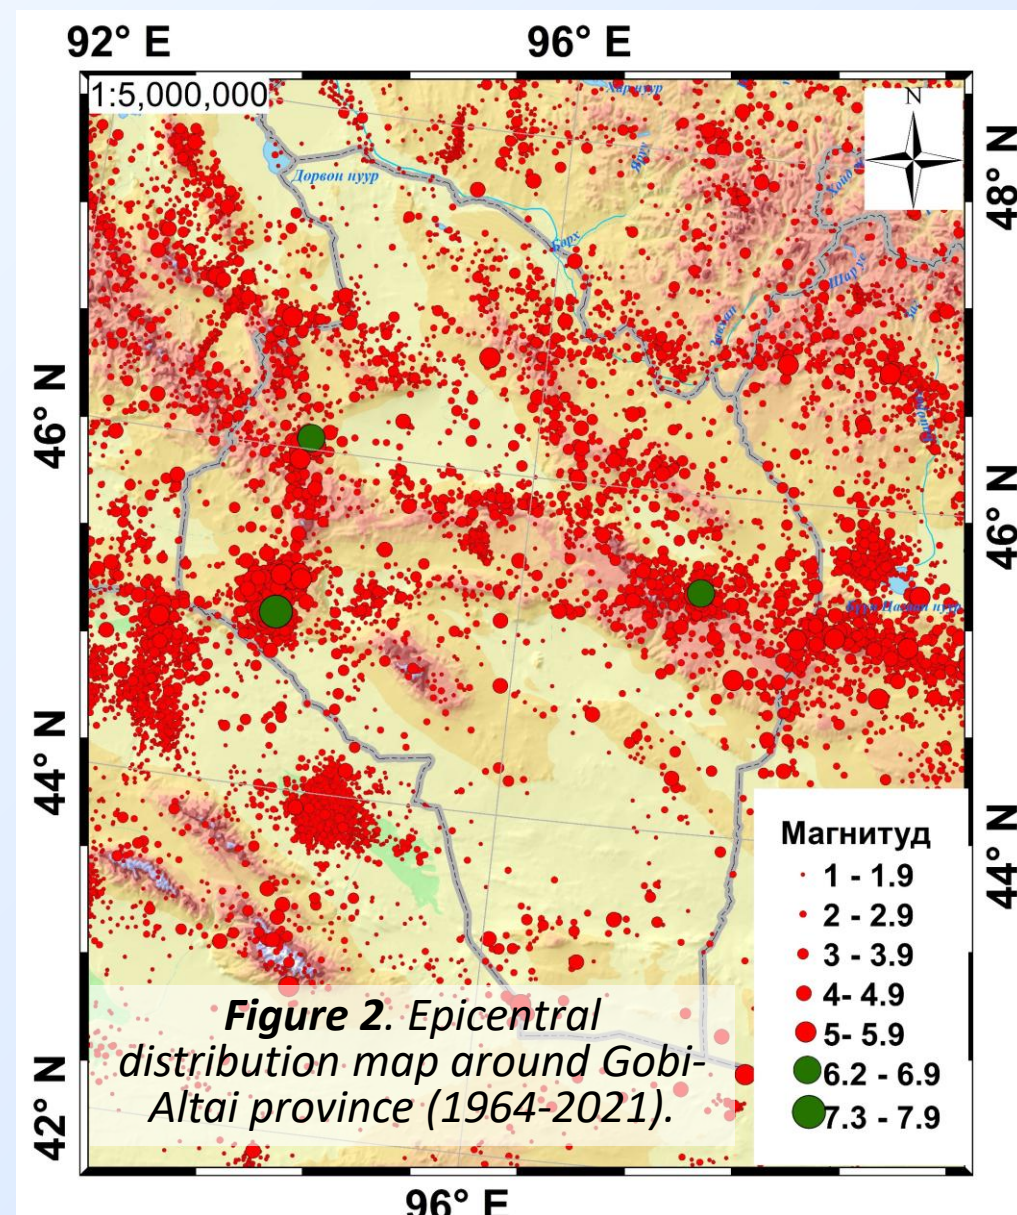 92° E 96° E
1:5,000,000
N
Дөрвөн нуур
48° N
46° N
46° N
44° N
44° N
42° N
Магнитуд
1 - 1.9
2 - 2.9
3 - 3.9
4- 4.9
5- 5.9
6.2 - 6.9
7.3 - 7.9
Figure 2. Epicentral
distribution map around Gobi-
Altai province (1964-2021).
96° E